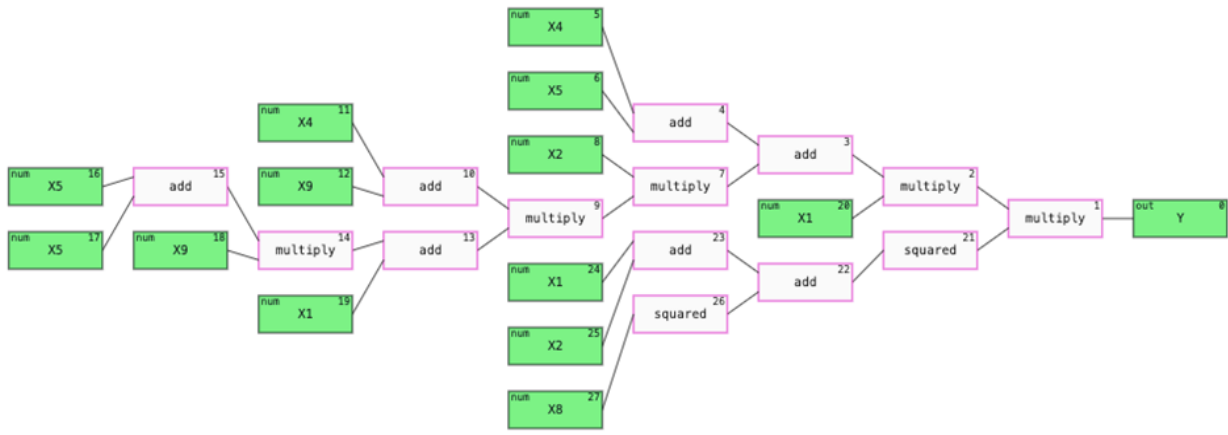 num 5
X4
num 6
X5
num 11
X4
4
add
num 8
X2
3
add
num 16
X5
15
add
num 12
X9
10
add
7
multiply
2
multiply
9
multiply
num 20
X1
1
multiply
out 0
Y
num 17
X5
num 18
X9
14
multiply
13
add
23
add
21
squared
num 24
X1
22
add
num 19
X1
26
squared
num 25
X2
num 27
X8